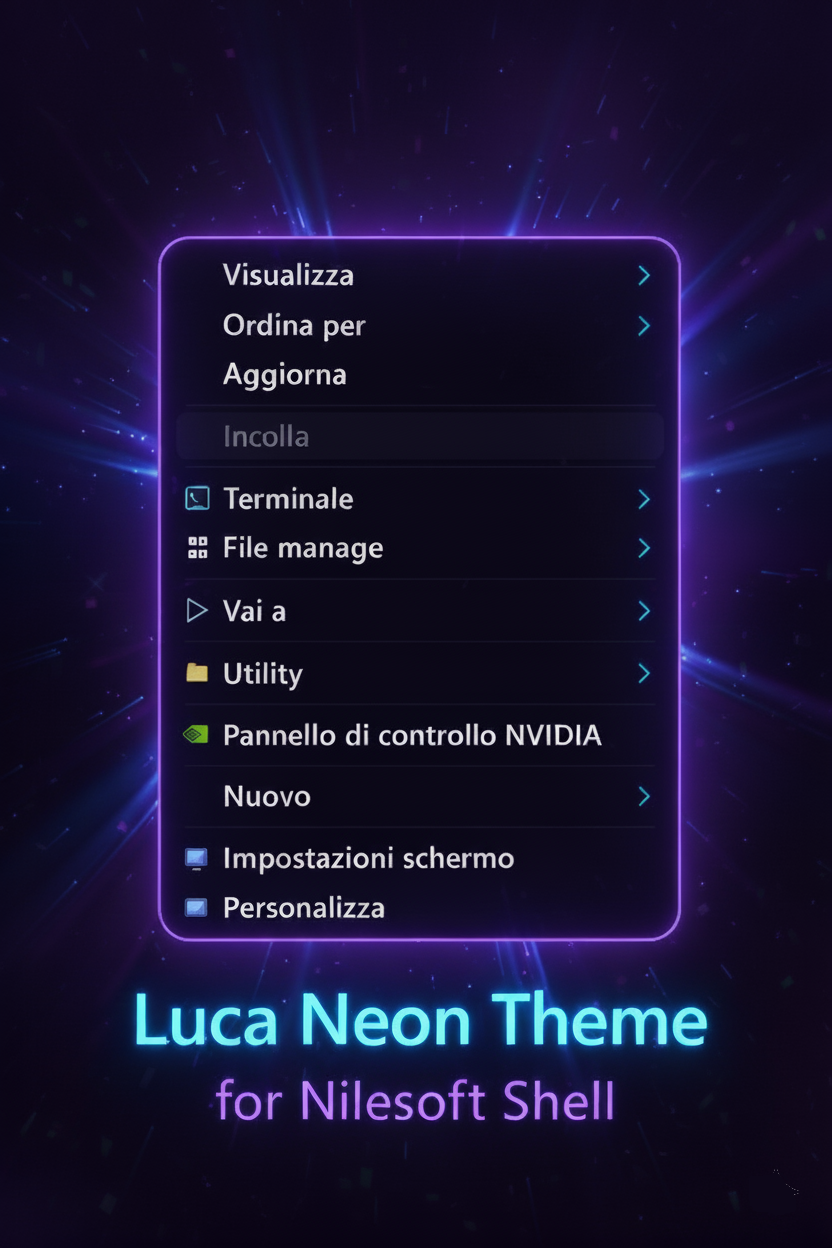 Visualizza
Ordina per
Aggiorna
Incolla
Terminale
File manage
Vai a
Utility
Pannello di controllo NVIDIA
Nuovo
Impostazioni schermo
Personalizza
Luca Neon Theme
for Nilesoft Shell